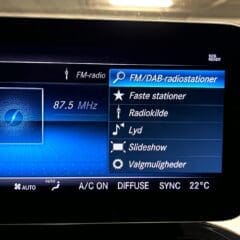 FM-radio
87.5 MHz
FM/DAB-radiostationer
Faste stationer
Radiokilde
Lyd
Slideshow
Valgmuligheder
AUTO A/C ON DIFFUSE SYNC 22°C